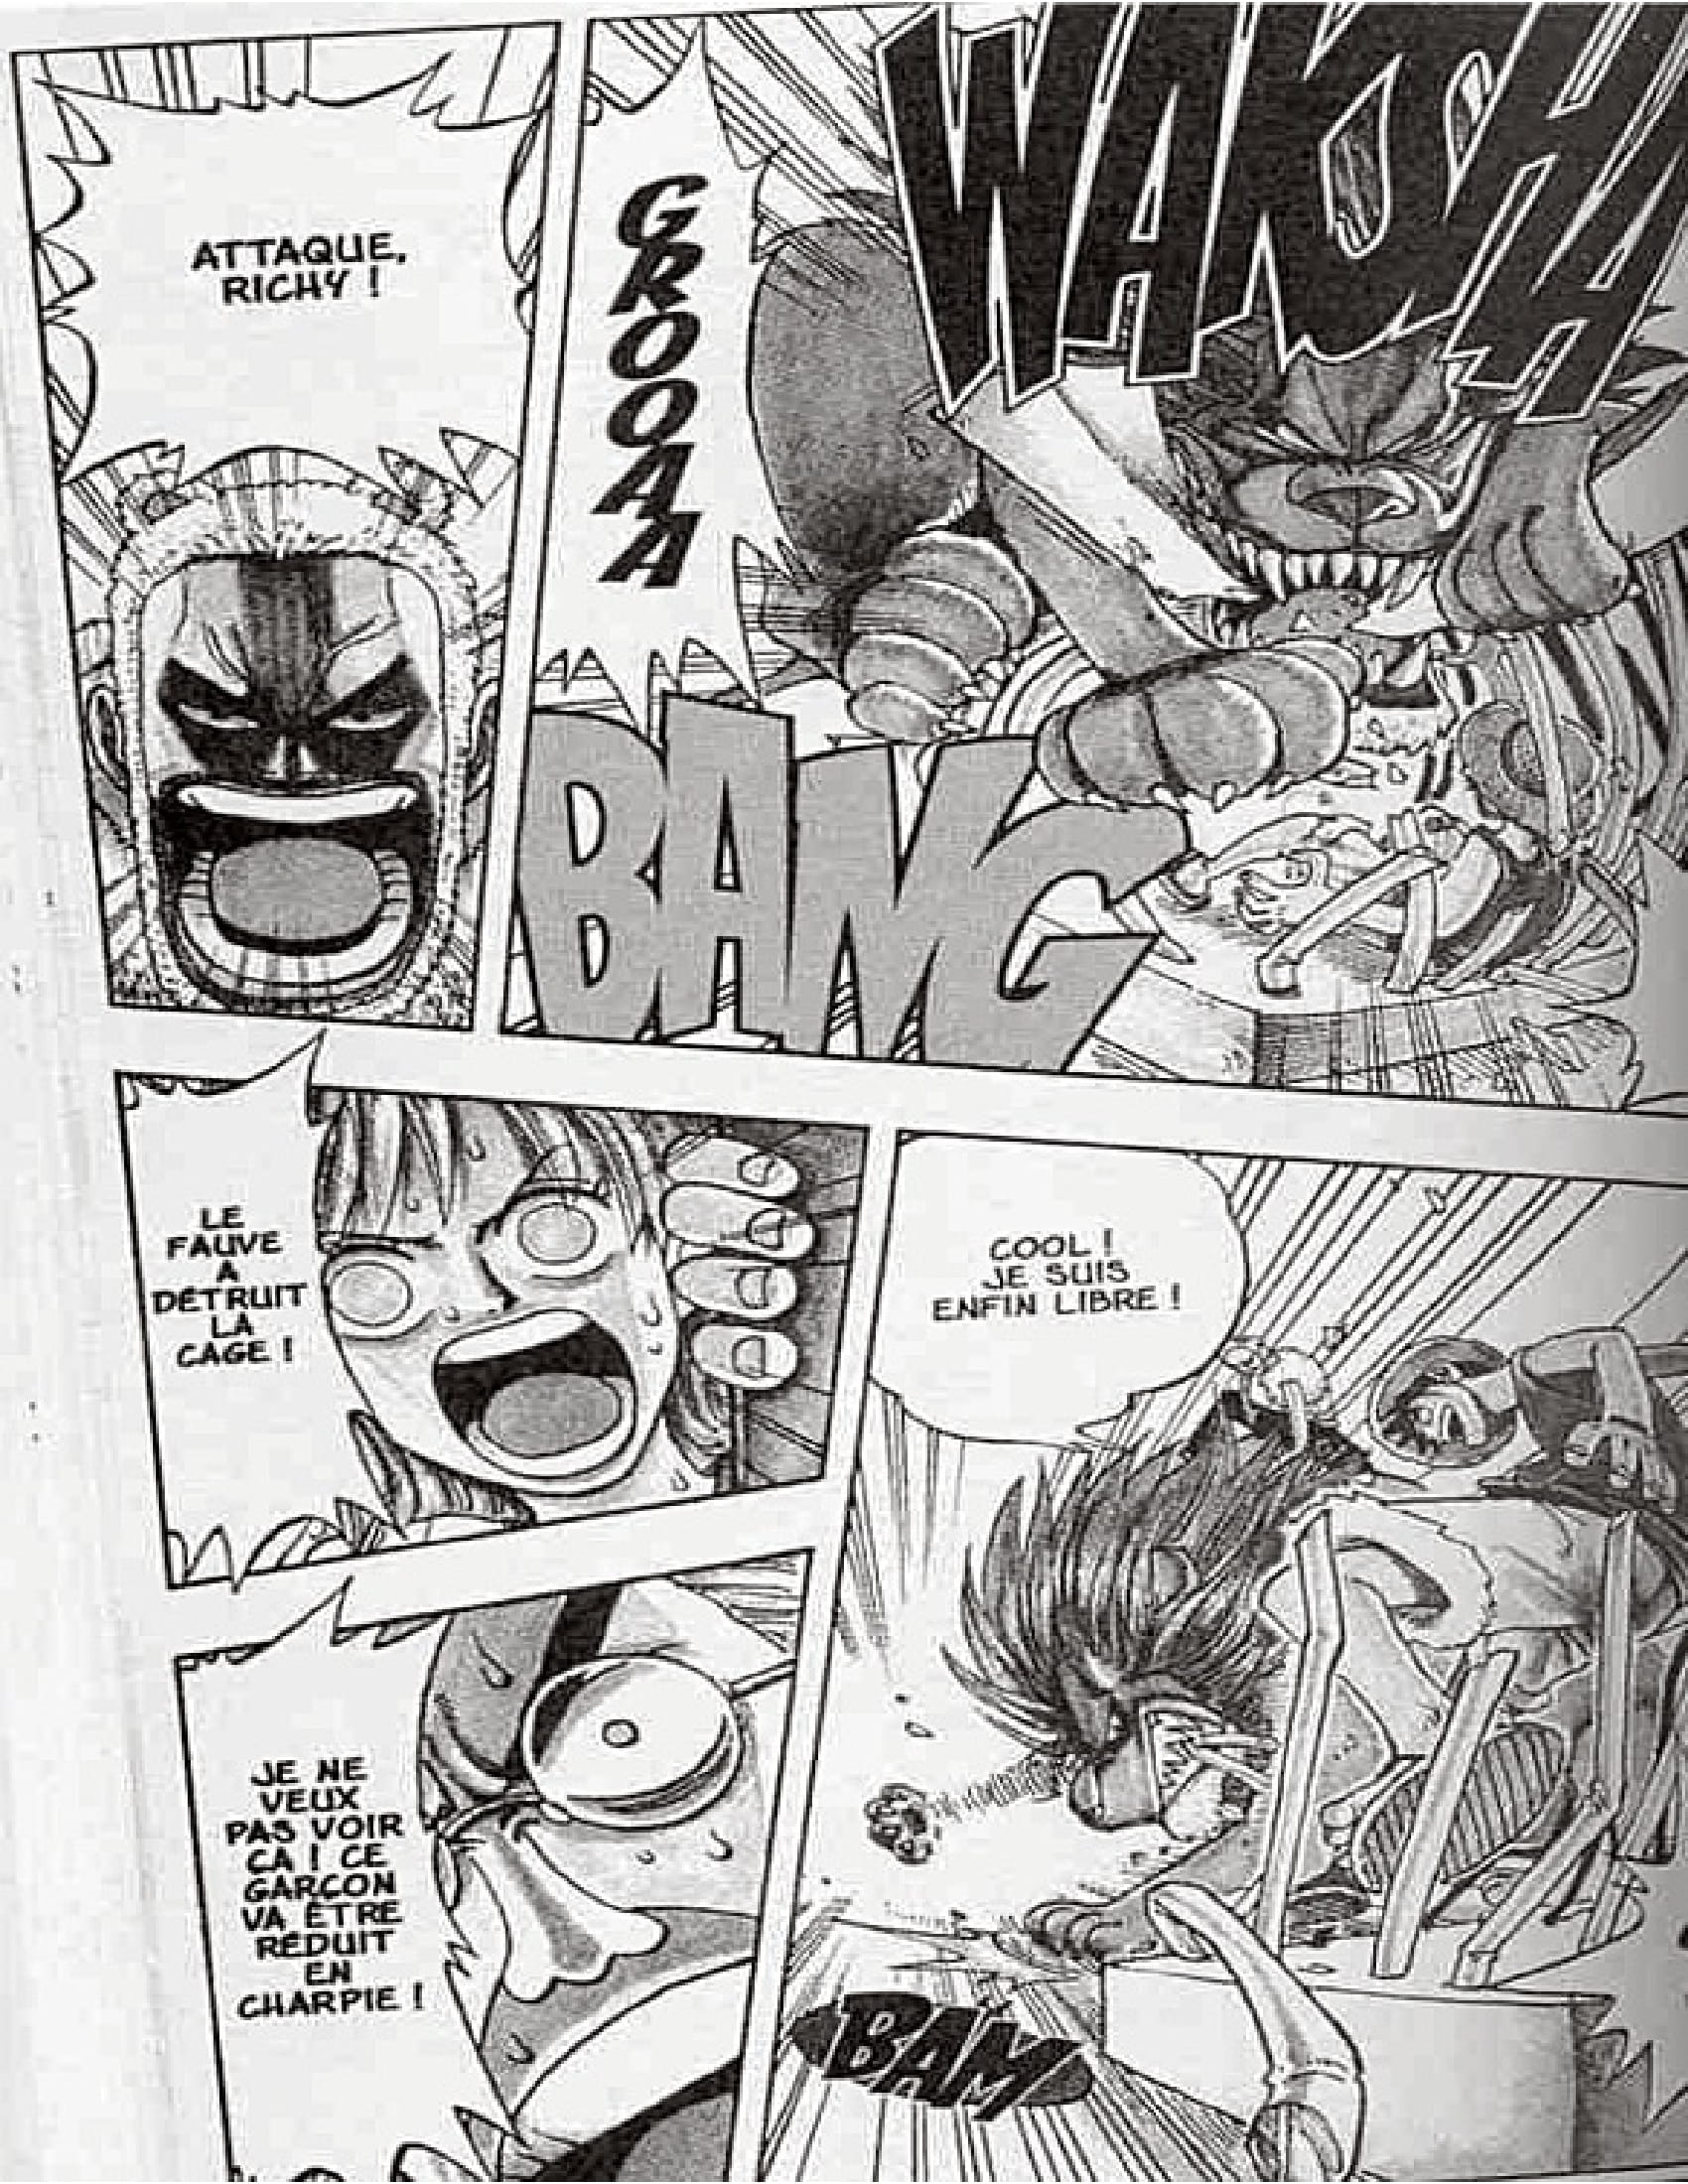 GROOAA
BANG
ATTAQUE,
RICHY !
COOL !
JE SUIS
ENFIN LIBRE !
BAM
LE
FAUVE
A
DÉTRUIT
LA
CAGE !
JE NE
VEUX
PAS VOIR
ÇA ! CE
GARÇON
VA ÊTRE
RÉDUIT
EN
CHARPIE !